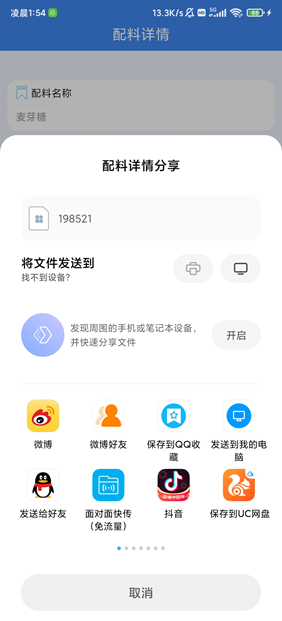 凌晨1:54
13.3K/s
5G
88
配料详情
配料名称
麦芽糖
配料详情分享
198521
将文件发送到
找不到设备?
发现周围的手机或笔记本设备,
并快速分享文件
开启
微博
微博好友
保存到QQ收
藏
发送到我的电
脑
发送给好友
面对面快传
(免流量)
抖音
保存到UC网盘
取消